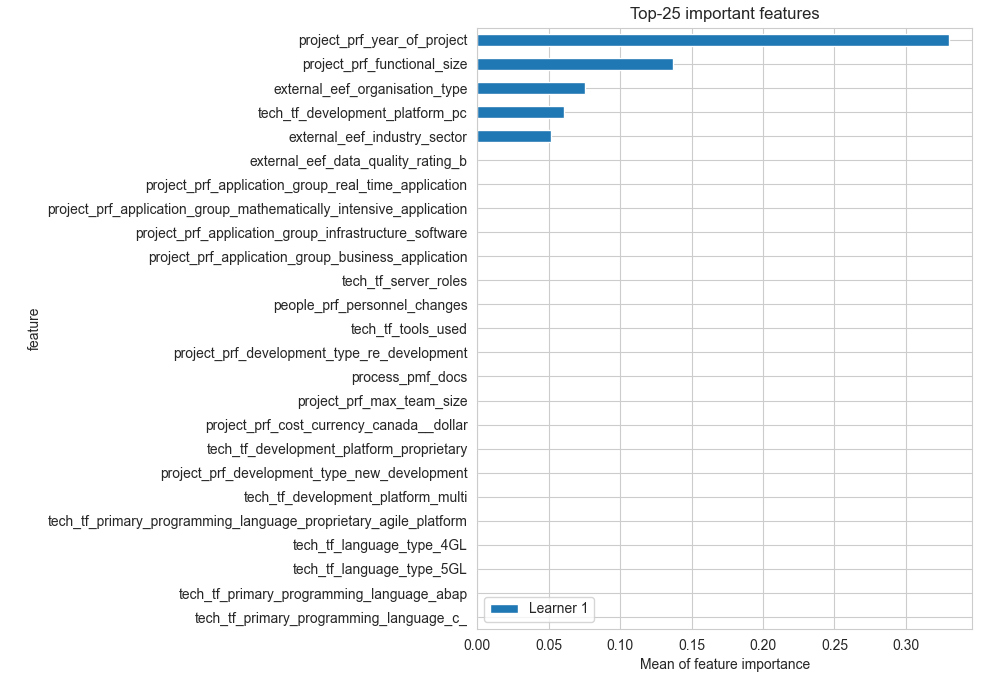 Top-25 important features
project_prf_year_of_project
project_prf_functional_size
external_eef_organisation_type
tech_tf_development_platform_pc
external_eef_industry_sector
external_eef_data_quality_rating_b
project_prf_application_group_real_time_application
project_prf_application_group_mathematically_intensive_application
project_prf_application_group_infrastructure_software
project_prf_application_group_business_application
tech_tf_server_roles
people_prf_personnel_changes
tech_tf_tools_used
project_prf_development_type_re_development
process_pmf_docs
project_prf_max_team_size
project_prf_cost_currency_canada__dollar
tech_tf_development_platform_proprietary
project_prf_development_type_new_development
tech_tf_development_platform_multi
tech_tf_primary_programming_language_proprietary_agile_platform
tech_tf_language_type_4GL
tech_tf_language_type_5GL
tech_tf_primary_programming_language_abap
tech_tf_primary_programming_language_c_
feature
Learner 1
0.00 0.05 0.10 0.15 0.20 0.25 0.30
Mean of feature importance